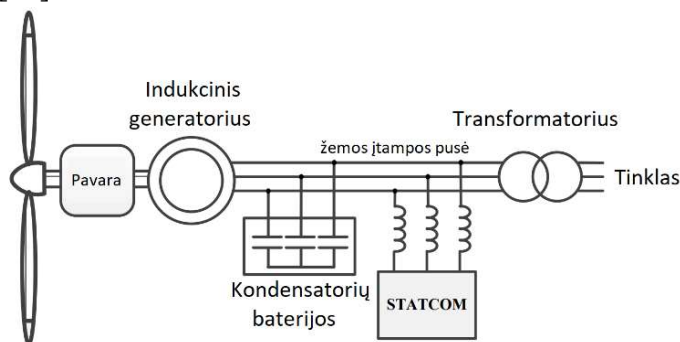 Indukcinis
generatorius
Transformatorius
žemos įtampos pusė
Pavara
Tinklas
Kondensatorių
baterijos
STATCOM